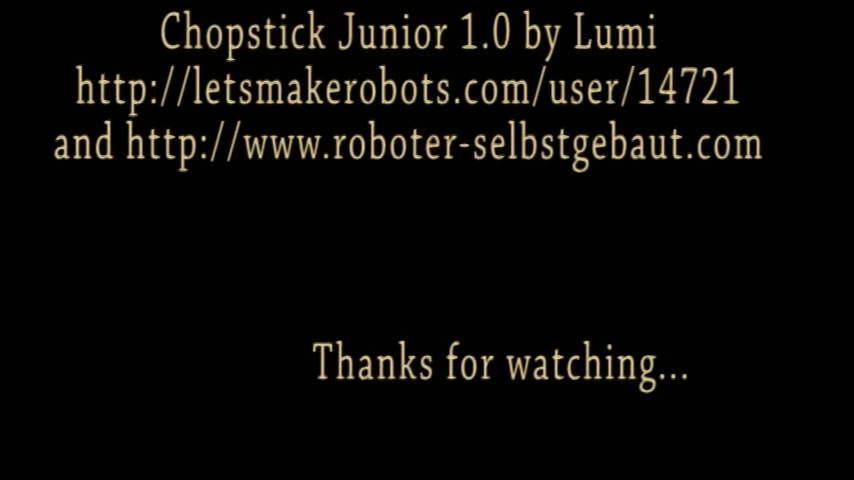 Chopstick Junior 1.0 by Lumi
http://letsmakerobots.com/user/14721
and http://www.roboter-selbstgebaut.com
Thanks for watching...